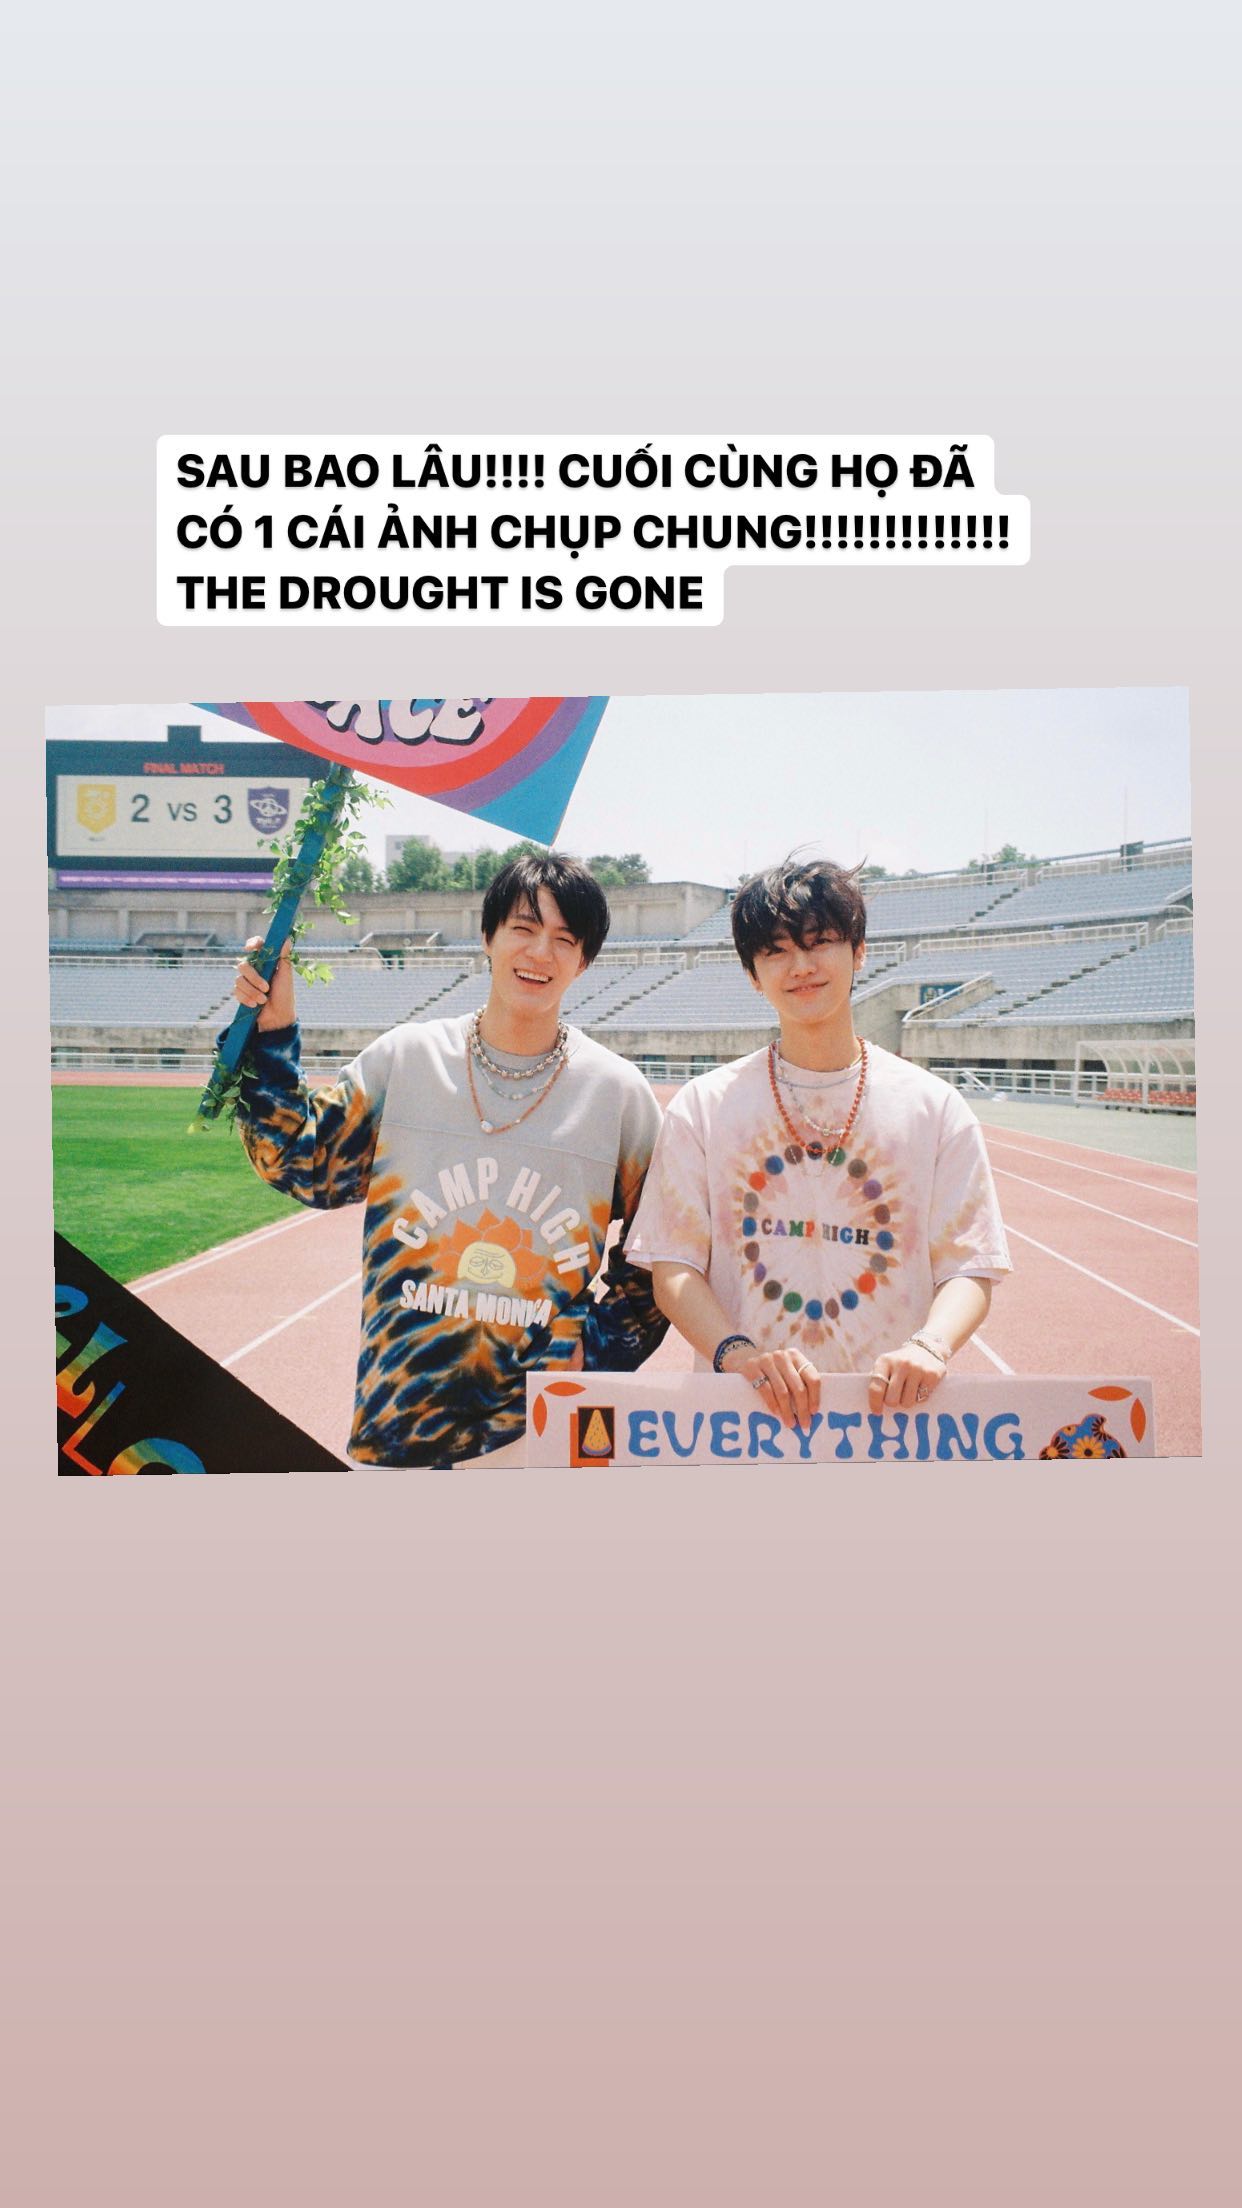 SAU BAO LÂU!!!! CUỐI CÙNG HỌ ĐÃ
CÓ 1 CÁI ẢNH CHỤP CHUNG!!!!!!!!!!!!!
THE DROUGHT IS GONE
FINAL MATCH
2 VS 3
CAMP HIGH
SANTA MONICA
CAMP HIGH
EVERYTHING